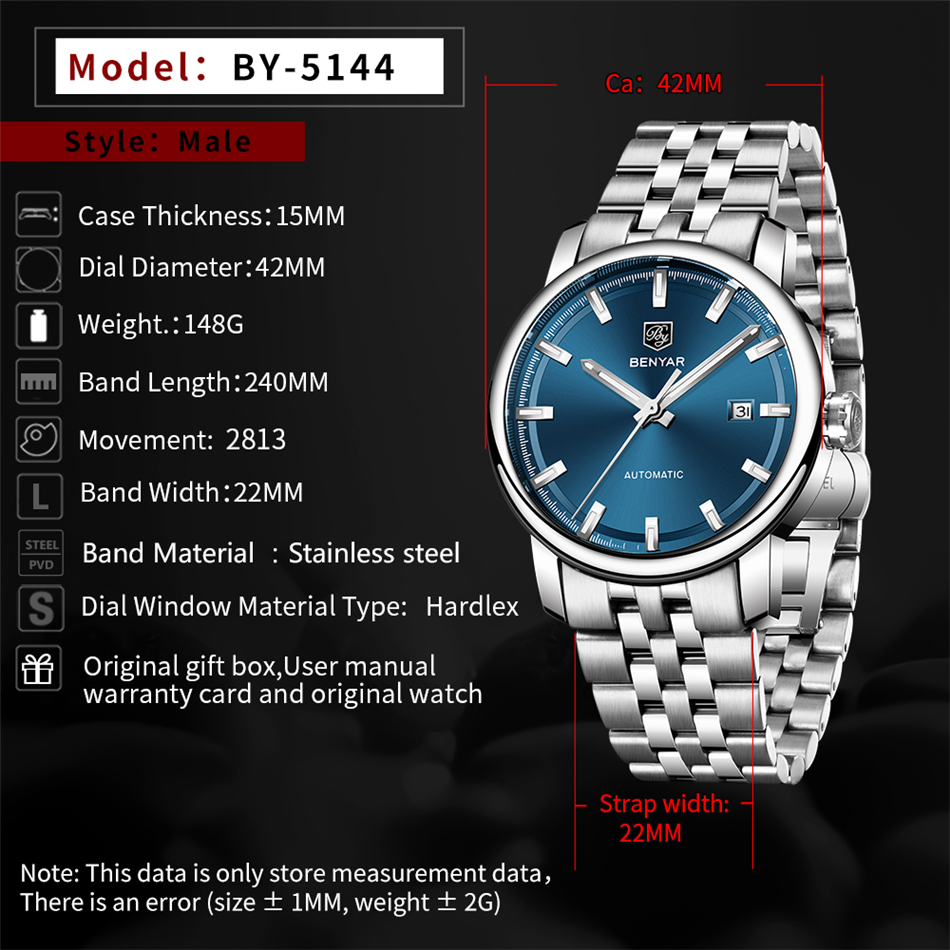 Model: BY-5144
Ca: 42MM
Style: Male
Case Thickness:15MM
Dial Diameter:42MM
Weight.:148G
Band Length:240MM
Movement: 2813
L
Band Width:22MM
STEEL
PVD
Band Material : Stainless steel
S
Dial Window Material Type: Hardlex
Original gift box,User manual
warranty card and original watch
By
BENYAR
31
AUTOMATIC
Strap width:
22MM
Note: This data is only store measurement data,
There is an error (size ± 1MM, weight ± 2G)